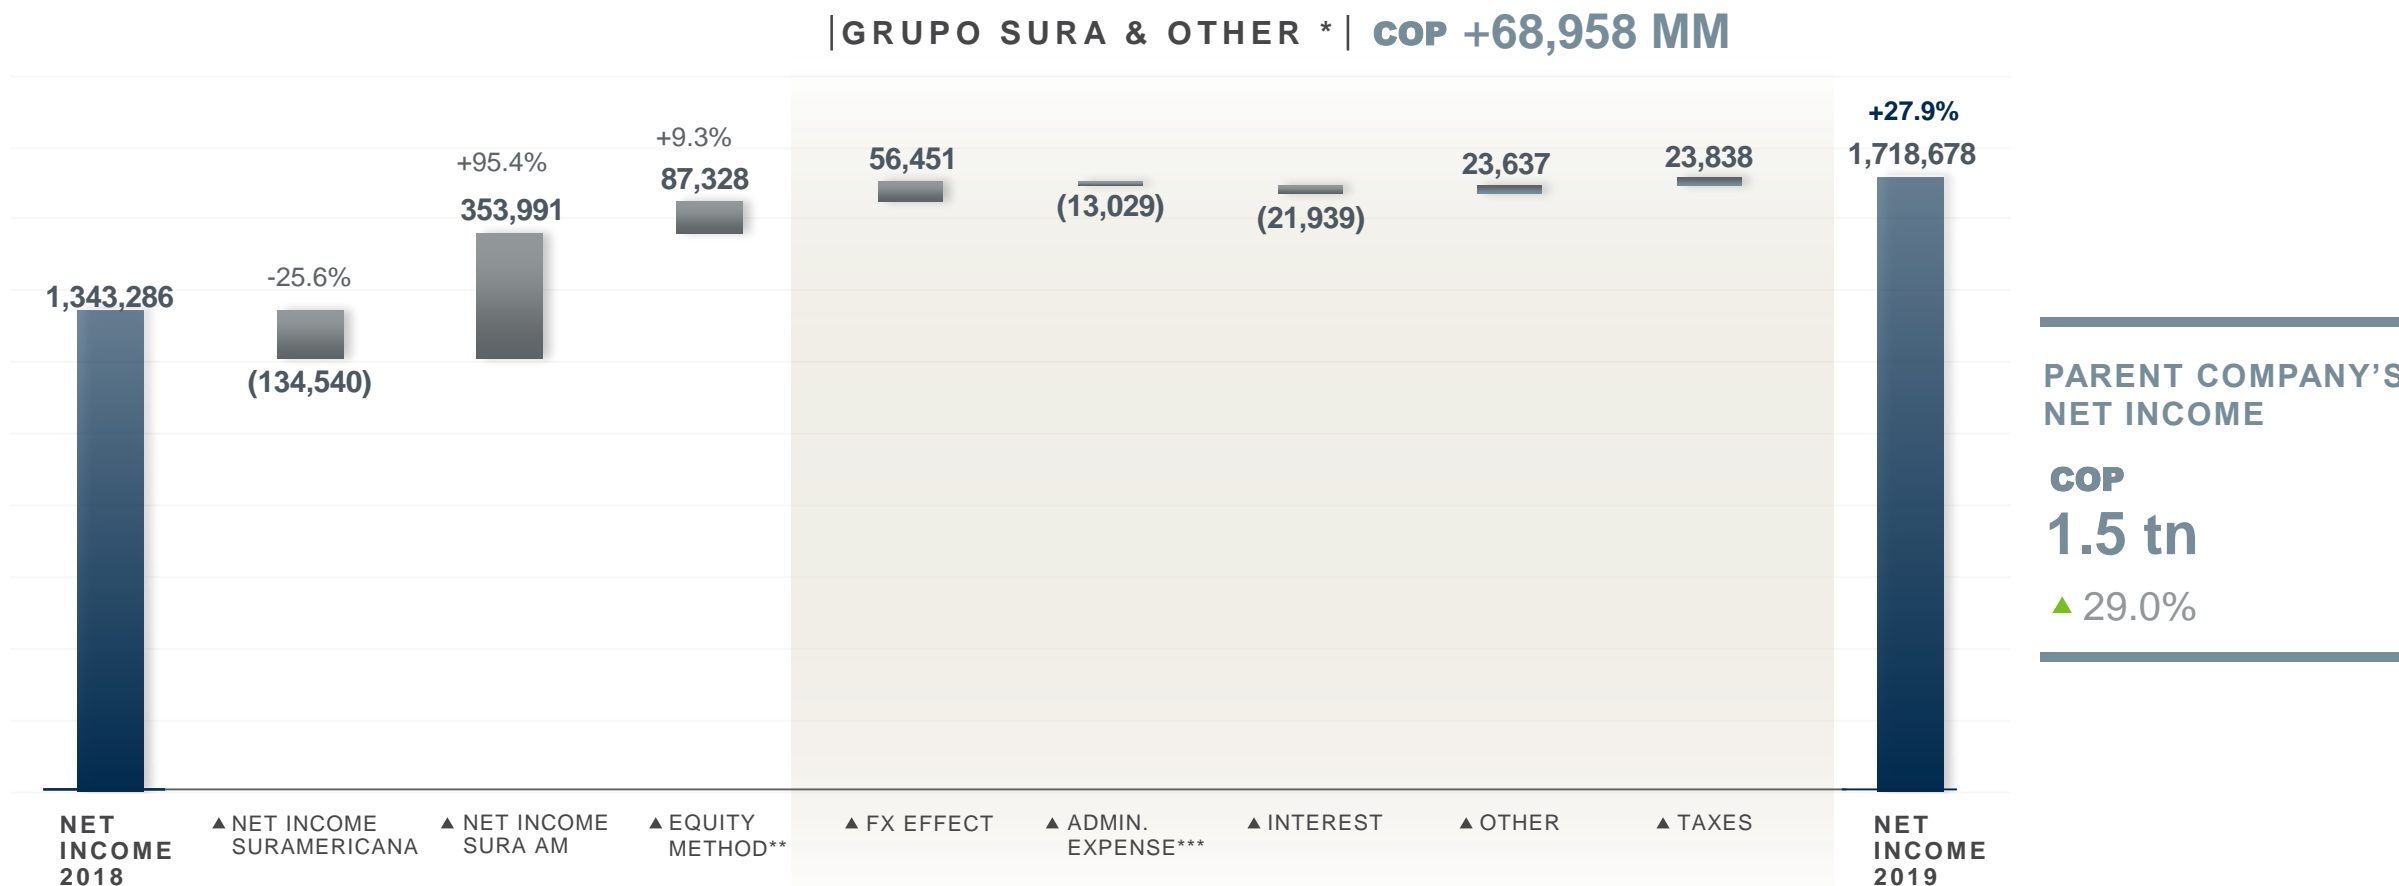 |GRUPO SURA & OTHER *| COP +68,958 MM
1,343,286
-25.6%
(134,540)
+95.4%
353,991
+9.3%
87,328
56,451
(13,029)
(21,939)
23,637
23,838
+27.9%
1,718,678
NET
INCOME
2018
▲ NET INCOME
SURAMERICANA
▲ NET INCOME
SURA AM
▲ EQUITY
METHOD**
▲ FX EFFECT
▲ ADMIN.
EXPENSE***
▲ INTEREST
▲ OTHER
▲ TAXES
NET
INCOME
2019
PARENT COMPANY’S
NET INCOME
COP
1.5 tn
▲ 29.0%